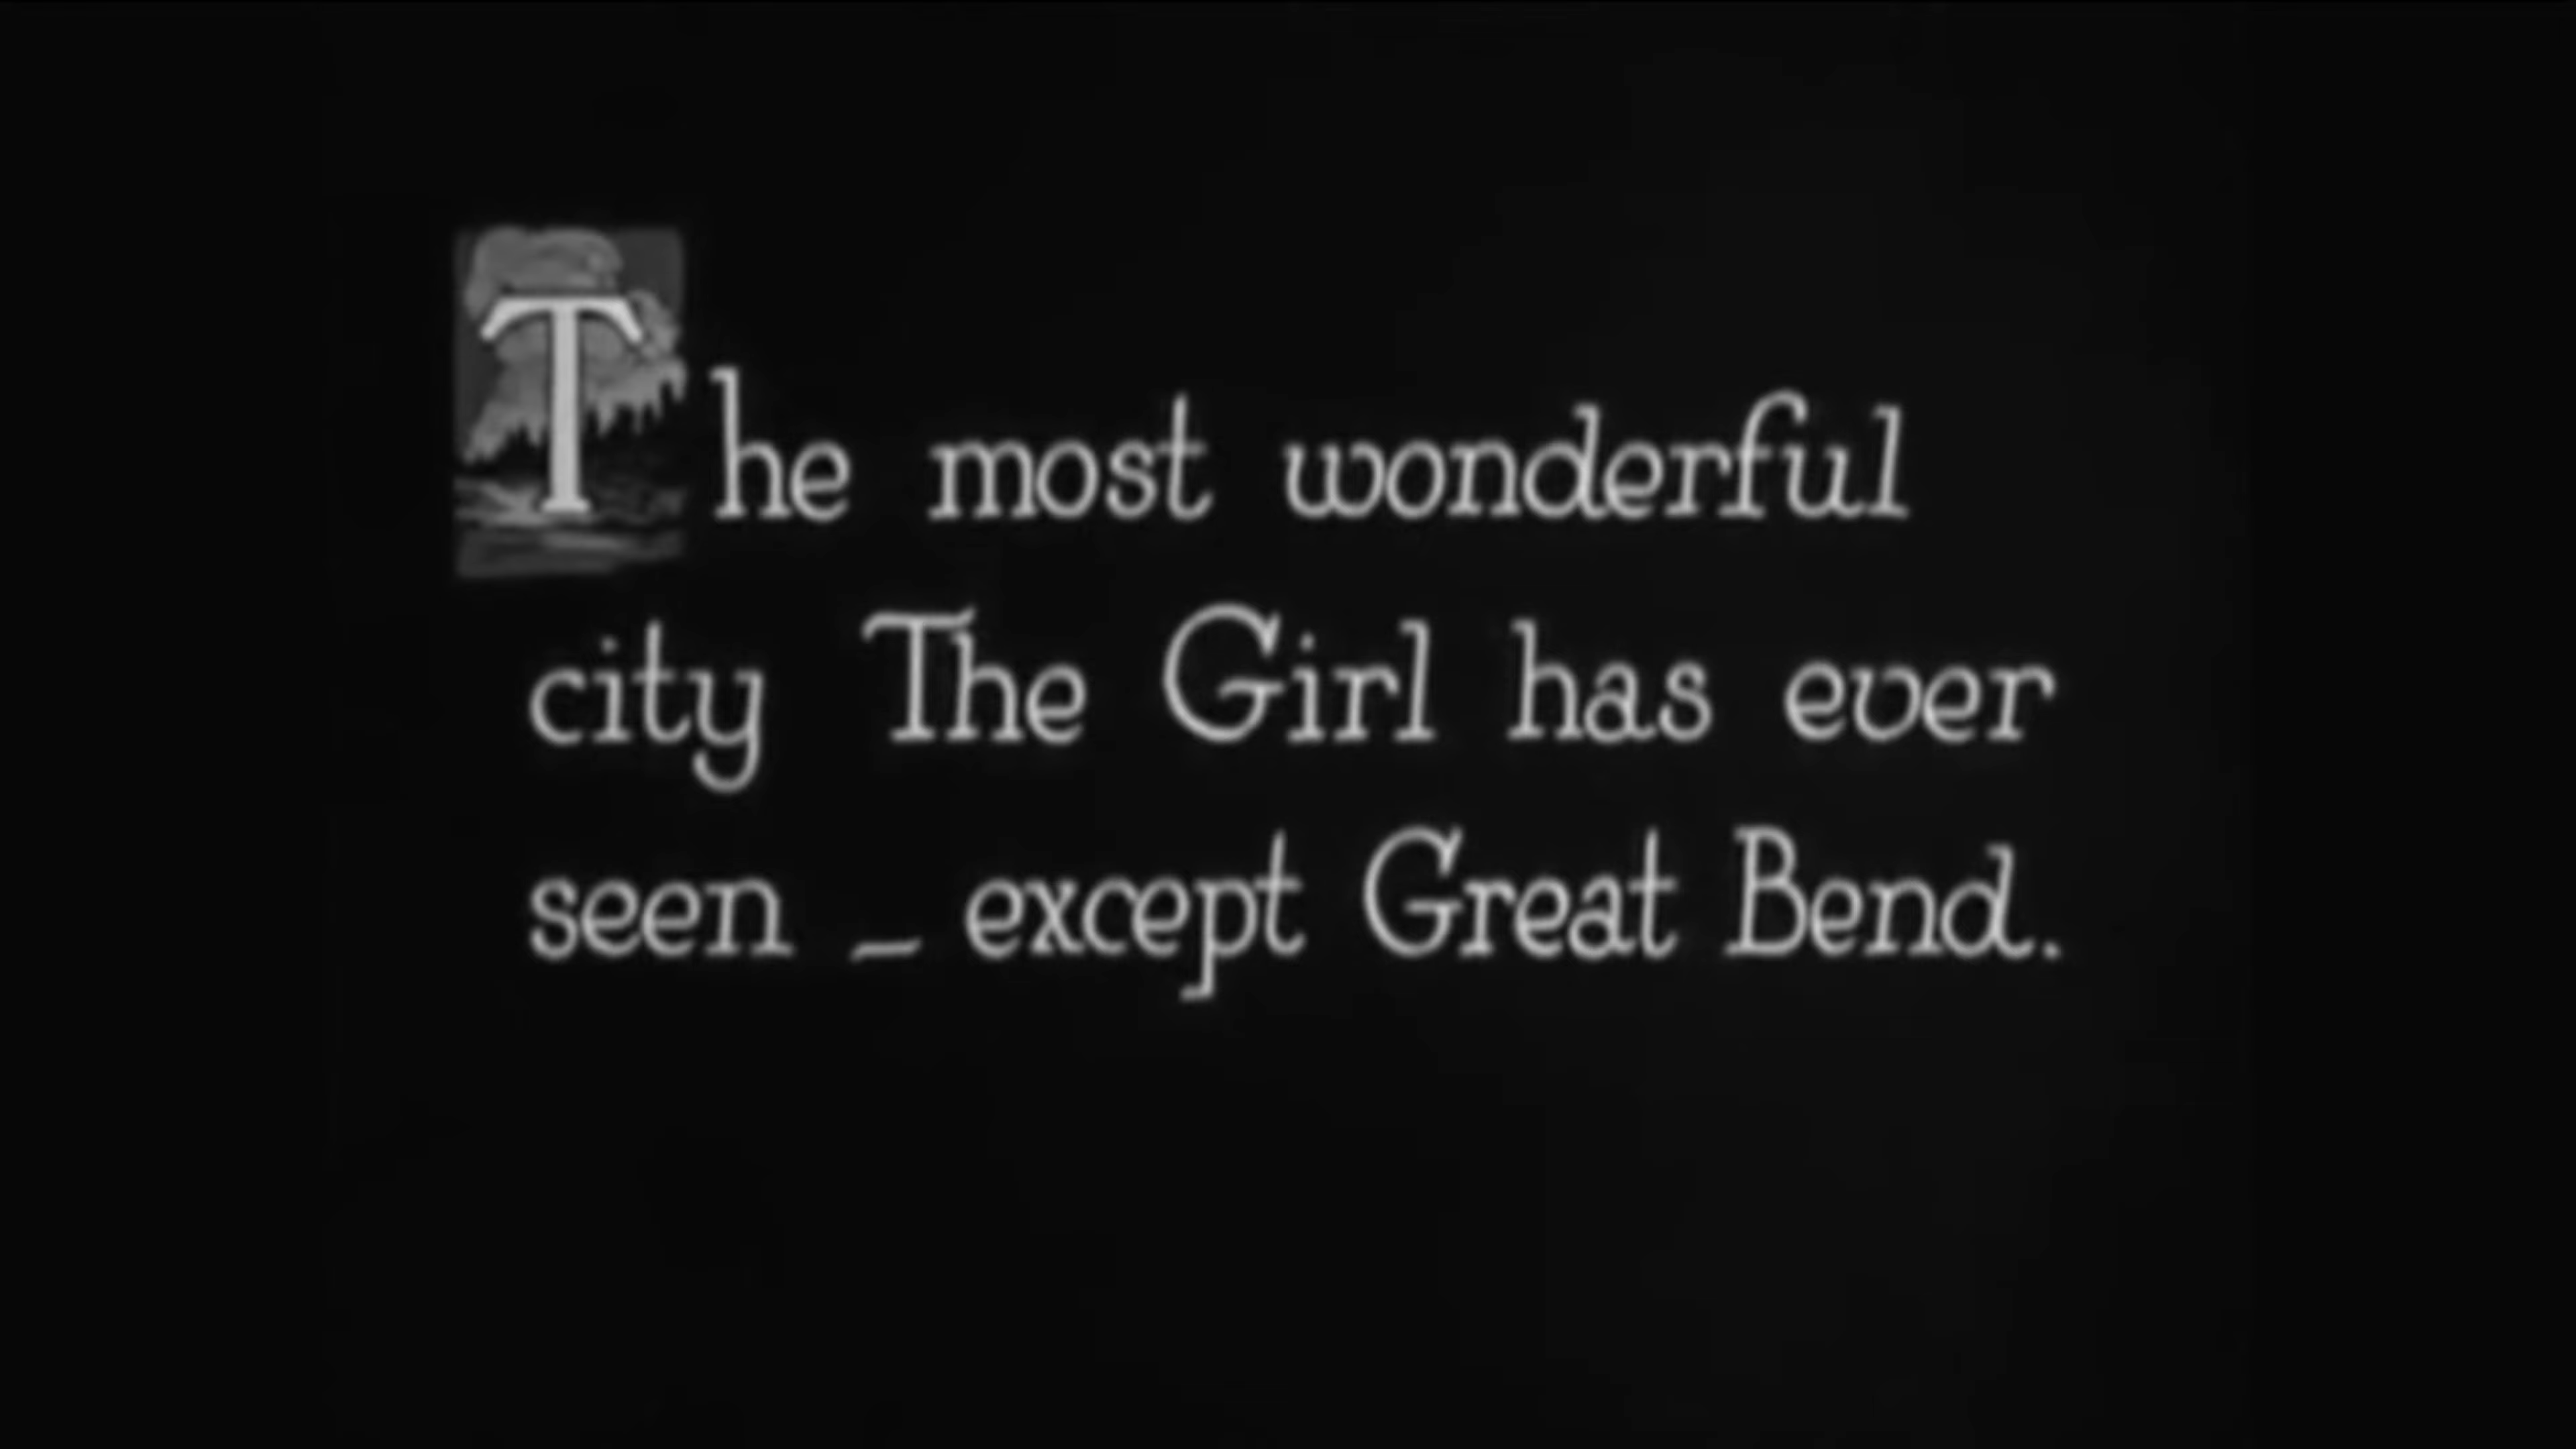 The most wonderful
city The Girl has ever
seen – except Great Bend.